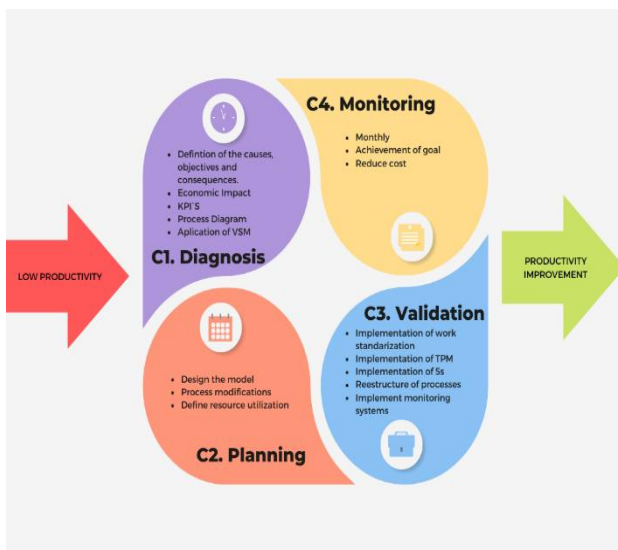 C4. Monitoring
• Monthly
• Achievement of goal
• Reduce cost
• Defintion of the causes,
objectives and
consequences.
• Economic Impact
• KPI´S
• Process Diagram
• Aplication of VSM
C1. Diagnosis
LOW PRODUCTIVITY
PRODUCTIVITY
IMPROVEMENT
C3. Validation
• Implementation of work
standarization
• Implementation of TPM
• Implementation of 5s
• Reestructure of processes
• Implement monitoring
systems
• Design the model
• Process modifications
• Define resource utilization
C2. Planning